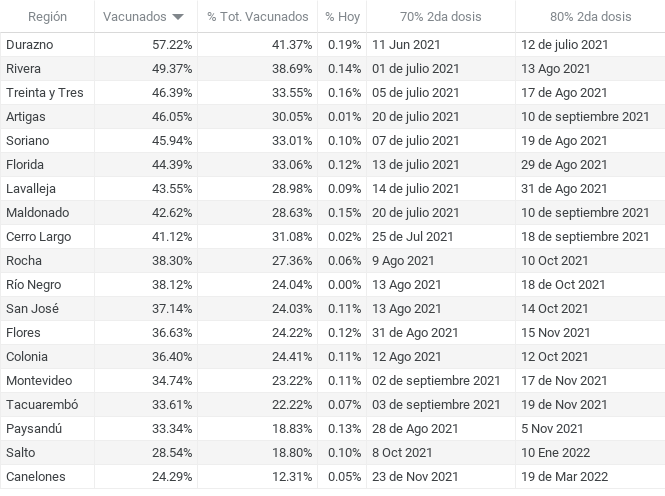 Región Vacunados % Tot. Vacunados % Hoy 70% 2da dosis 80% 2da dosis
Durazno 57.22% 41.37% 0.19% 11 Jun 2021 12 de julio 2021
Rivera 49.37% 38.69% 0.14% 01 de julio 2021 13 Ago 2021
Treinta y Tres 46.39% 33.55% 0.16% 05 de julio 2021 17 de Ago 2021
Artigas 46.05% 30.05% 0.01% 20 de julio 2021 10 de septiembre 2021
Soriano 45.94% 33.01% 0.10% 07 de julio 2021 19 de Ago 2021
Florida 44.39% 33.06% 0.12% 13 de julio 2021 29 de Ago 2021
Lavalleja 43.55% 28.98% 0.09% 14 de julio 2021 31 de Ago 2021
Maldonado 42.62% 28.63% 0.15% 20 de julio 2021 10 de septiembre 2021
Cerro Largo 41.12% 31.08% 0.02% 25 de Jul 2021 18 de septiembre 2021
Rocha 38.30% 27.36% 0.06% 9 Ago 2021 10 Oct 2021
Río Negro 38.12% 24.04% 0.00% 13 Ago 2021 18 de Oct 2021
San José 37.14% 24.03% 0.11% 13 Ago 2021 14 Oct 2021
Flores 36.63% 24.22% 0.12% 31 de Ago 2021 15 Nov 2021
Colonia 36.40% 24.41% 0.11% 12 Ago 2021 12 Oct 2021
Montevideo 34.74% 23.22% 0.11% 02 de septiembre 2021 17 de Nov 2021
Tacuarembó 33.61% 22.22% 0.07% 03 de septiembre 2021 19 de Nov 2021
Paysandú 33.34% 18.83% 0.13% 28 de Ago 2021 5 Nov 2021
Salto 28.54% 18.80% 0.10% 8 Oct 2021 10 Ene 2022
Canelones 24.29% 12.31% 0.05% 23 de Nov 2021 19 de Mar 2022